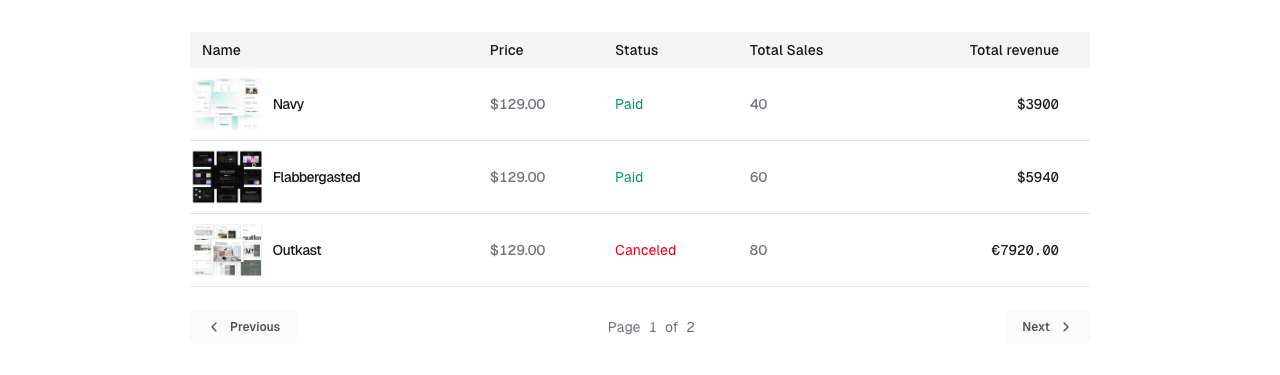 Name Price Status Total Sales Total revenue
Navy $129.00 Paid 40 $3900
Flabbergasted $129.00 Paid 60 $5940
Outkast $129.00 Canceled 80 €7920.00
Previous Page 1 of 2 Next